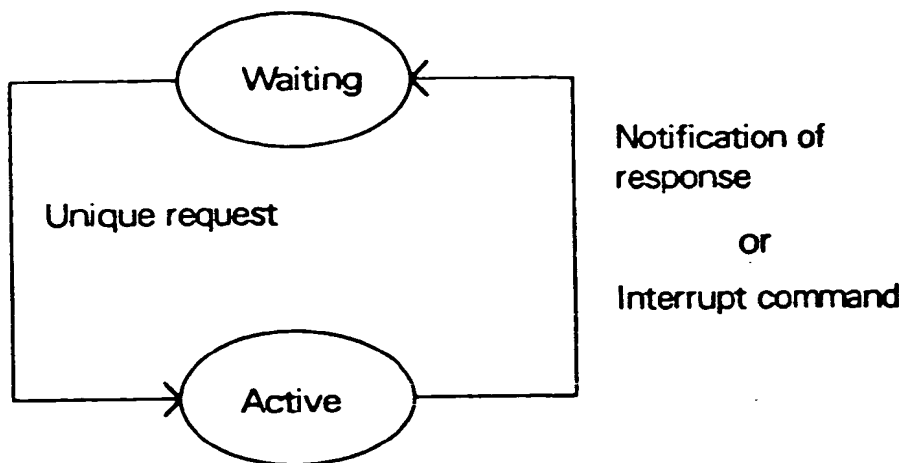 Waiting
Notification of
response
Unique request
or
Interrupt command
Active